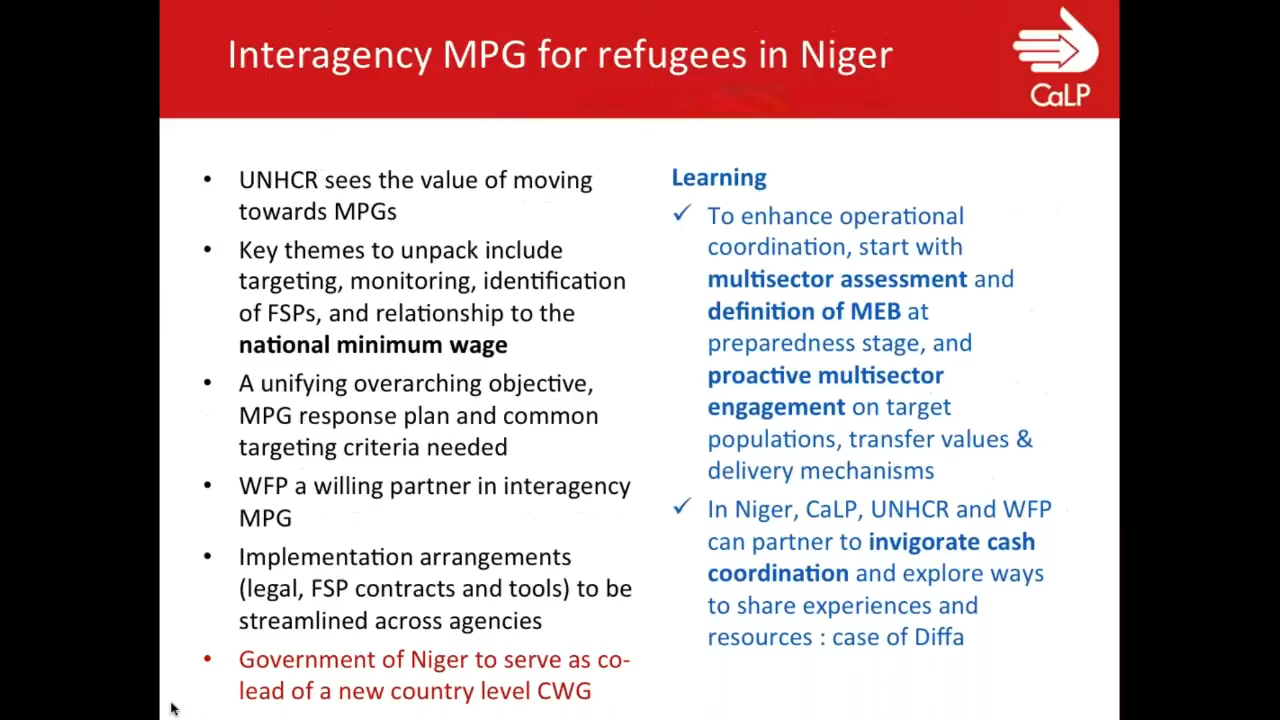 Interagency MPG for refugees in Niger
CaLP
• UNHCR sees the value of moving
towards MPGs
• Key themes to unpack include
targeting, monitoring, identification
of FSPs, and relationship to the
national minimum wage
• A unifying overarching objective,
MPG response plan and common
targeting criteria needed
• WFP a willing partner in interagency
MPG
• Implementation arrangements
(legal, FSP contracts and tools) to be
streamlined across agencies
• Government of Niger to serve as co-
lead of a new country level CWG
Learning
✓ To enhance operational
coordination, start with
multisector assessment and
definition of MEB at
preparedness stage, and
proactive multisector
engagement on target
populations, transfer values &
delivery mechanisms
✓ In Niger, CaLP, UNHCR and WFP
can partner to invigorate cash
coordination and explore ways
to share experiences and
resources : case of Diffa